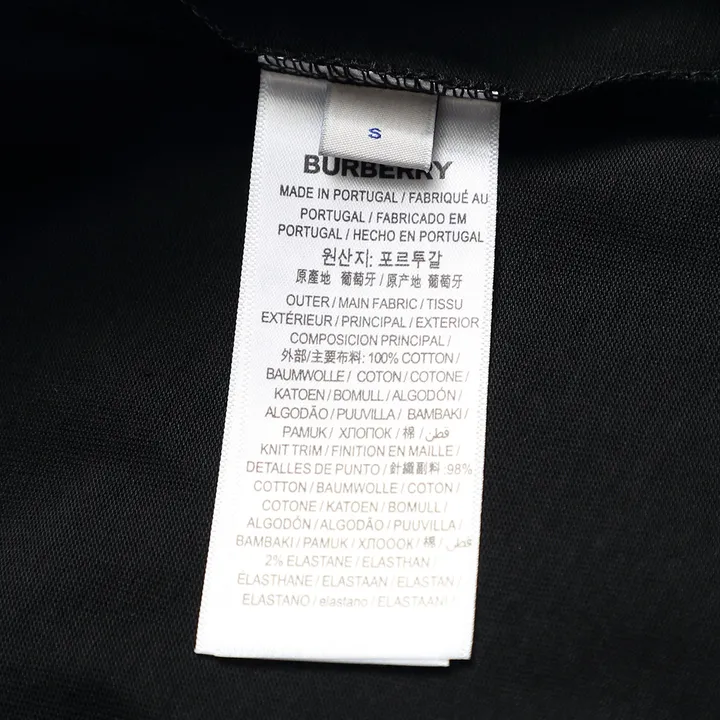 S
BURBERRY
MADE IN PORTUGAL / FABRIQUÉ AU
PORTUGAL / FABRICADO EM
PORTUGAL / HECHO EN PORTUGAL
원산지: 포르투갈
原產地 葡萄牙 / 原产地 葡萄牙
OUTER / MAIN FABRIC / TISSU
EXTÉRIEUR / PRINCIPAL / EXTERIOR
COMPOSICION PRINCIPAL /
外部/主要布料: 100% COTTON /
BAUMWOLLE / COTON / COTONE /
KATOEN / BOMULL / ALGODÓN /
ALGODÃO / PUUVILLA / BAMBAKI /
PAMUK / ХЛОПОК / 棉 / قطن
KNIT TRIM / FINITION EN MAILLE /
DETALLES DE PUNTO / 針織副料 :98%
COTTON / BAUMWOLLE / COTON /
COTONE / KATOEN / BOMULL /
ALGODÓN / ALGODÃO / PUUVILLA /
BAMBAKI / PAMUK / ХЛОООК / 棉 / قطن
2% ELASTANE / ELASTHAN /
ÉLASTHANE / ELASTAAN / ELASTAN /
ELASTANO / elastano / ELASTAANI /